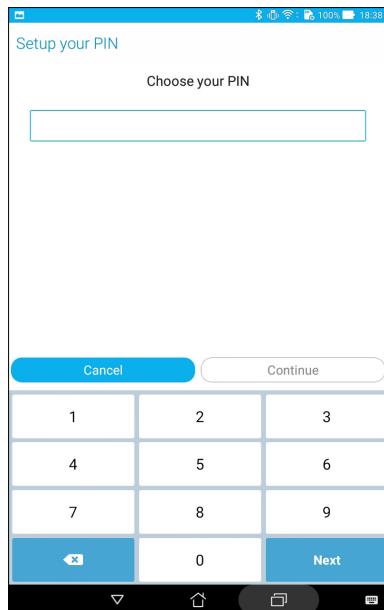 100% 18:38
Setup your PIN
Choose your PIN
Cancel Continue
1 2 3
4 5 6
7 8 9
0 Next